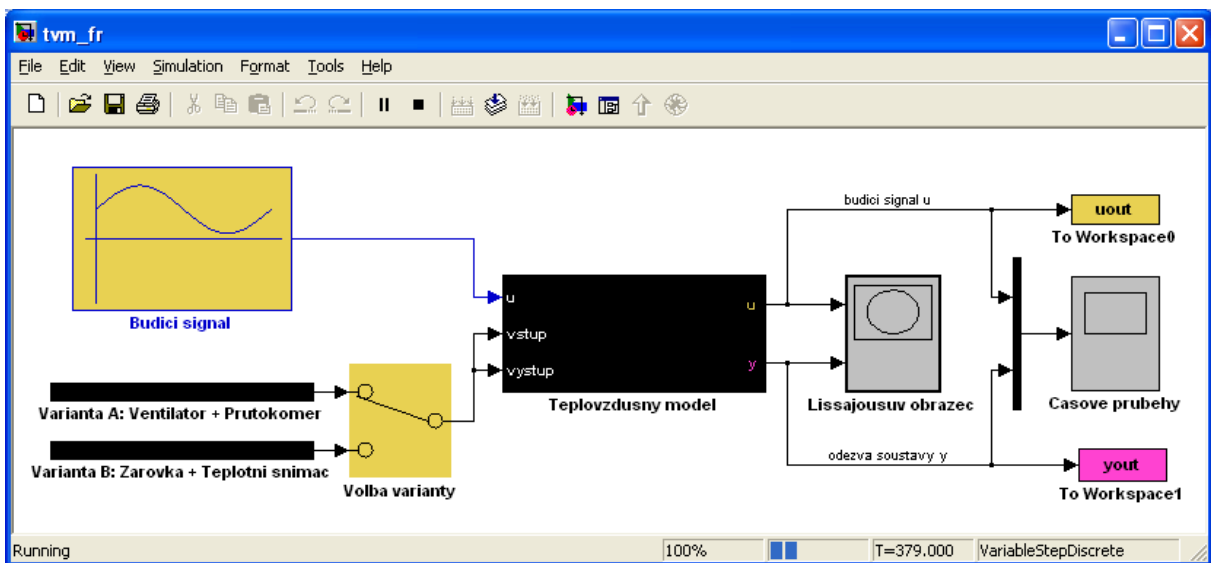 tvm_fr
File Edit View Simulation Format Tools Help
budici signal u
uout
To Workspace0
Budici signal
u
vstup
vystup
u
y
Teplovzdusny model
Lissajousuv obrazec
Casove prubehy
Varianta A: Ventilator + Prutokomer
Varianta B: Zarovka + Teplotni snimac
Volba varianty
odezva soustavy y
yout
To Workspace1
Running 100% T=379.000 VariableStepDiscrete